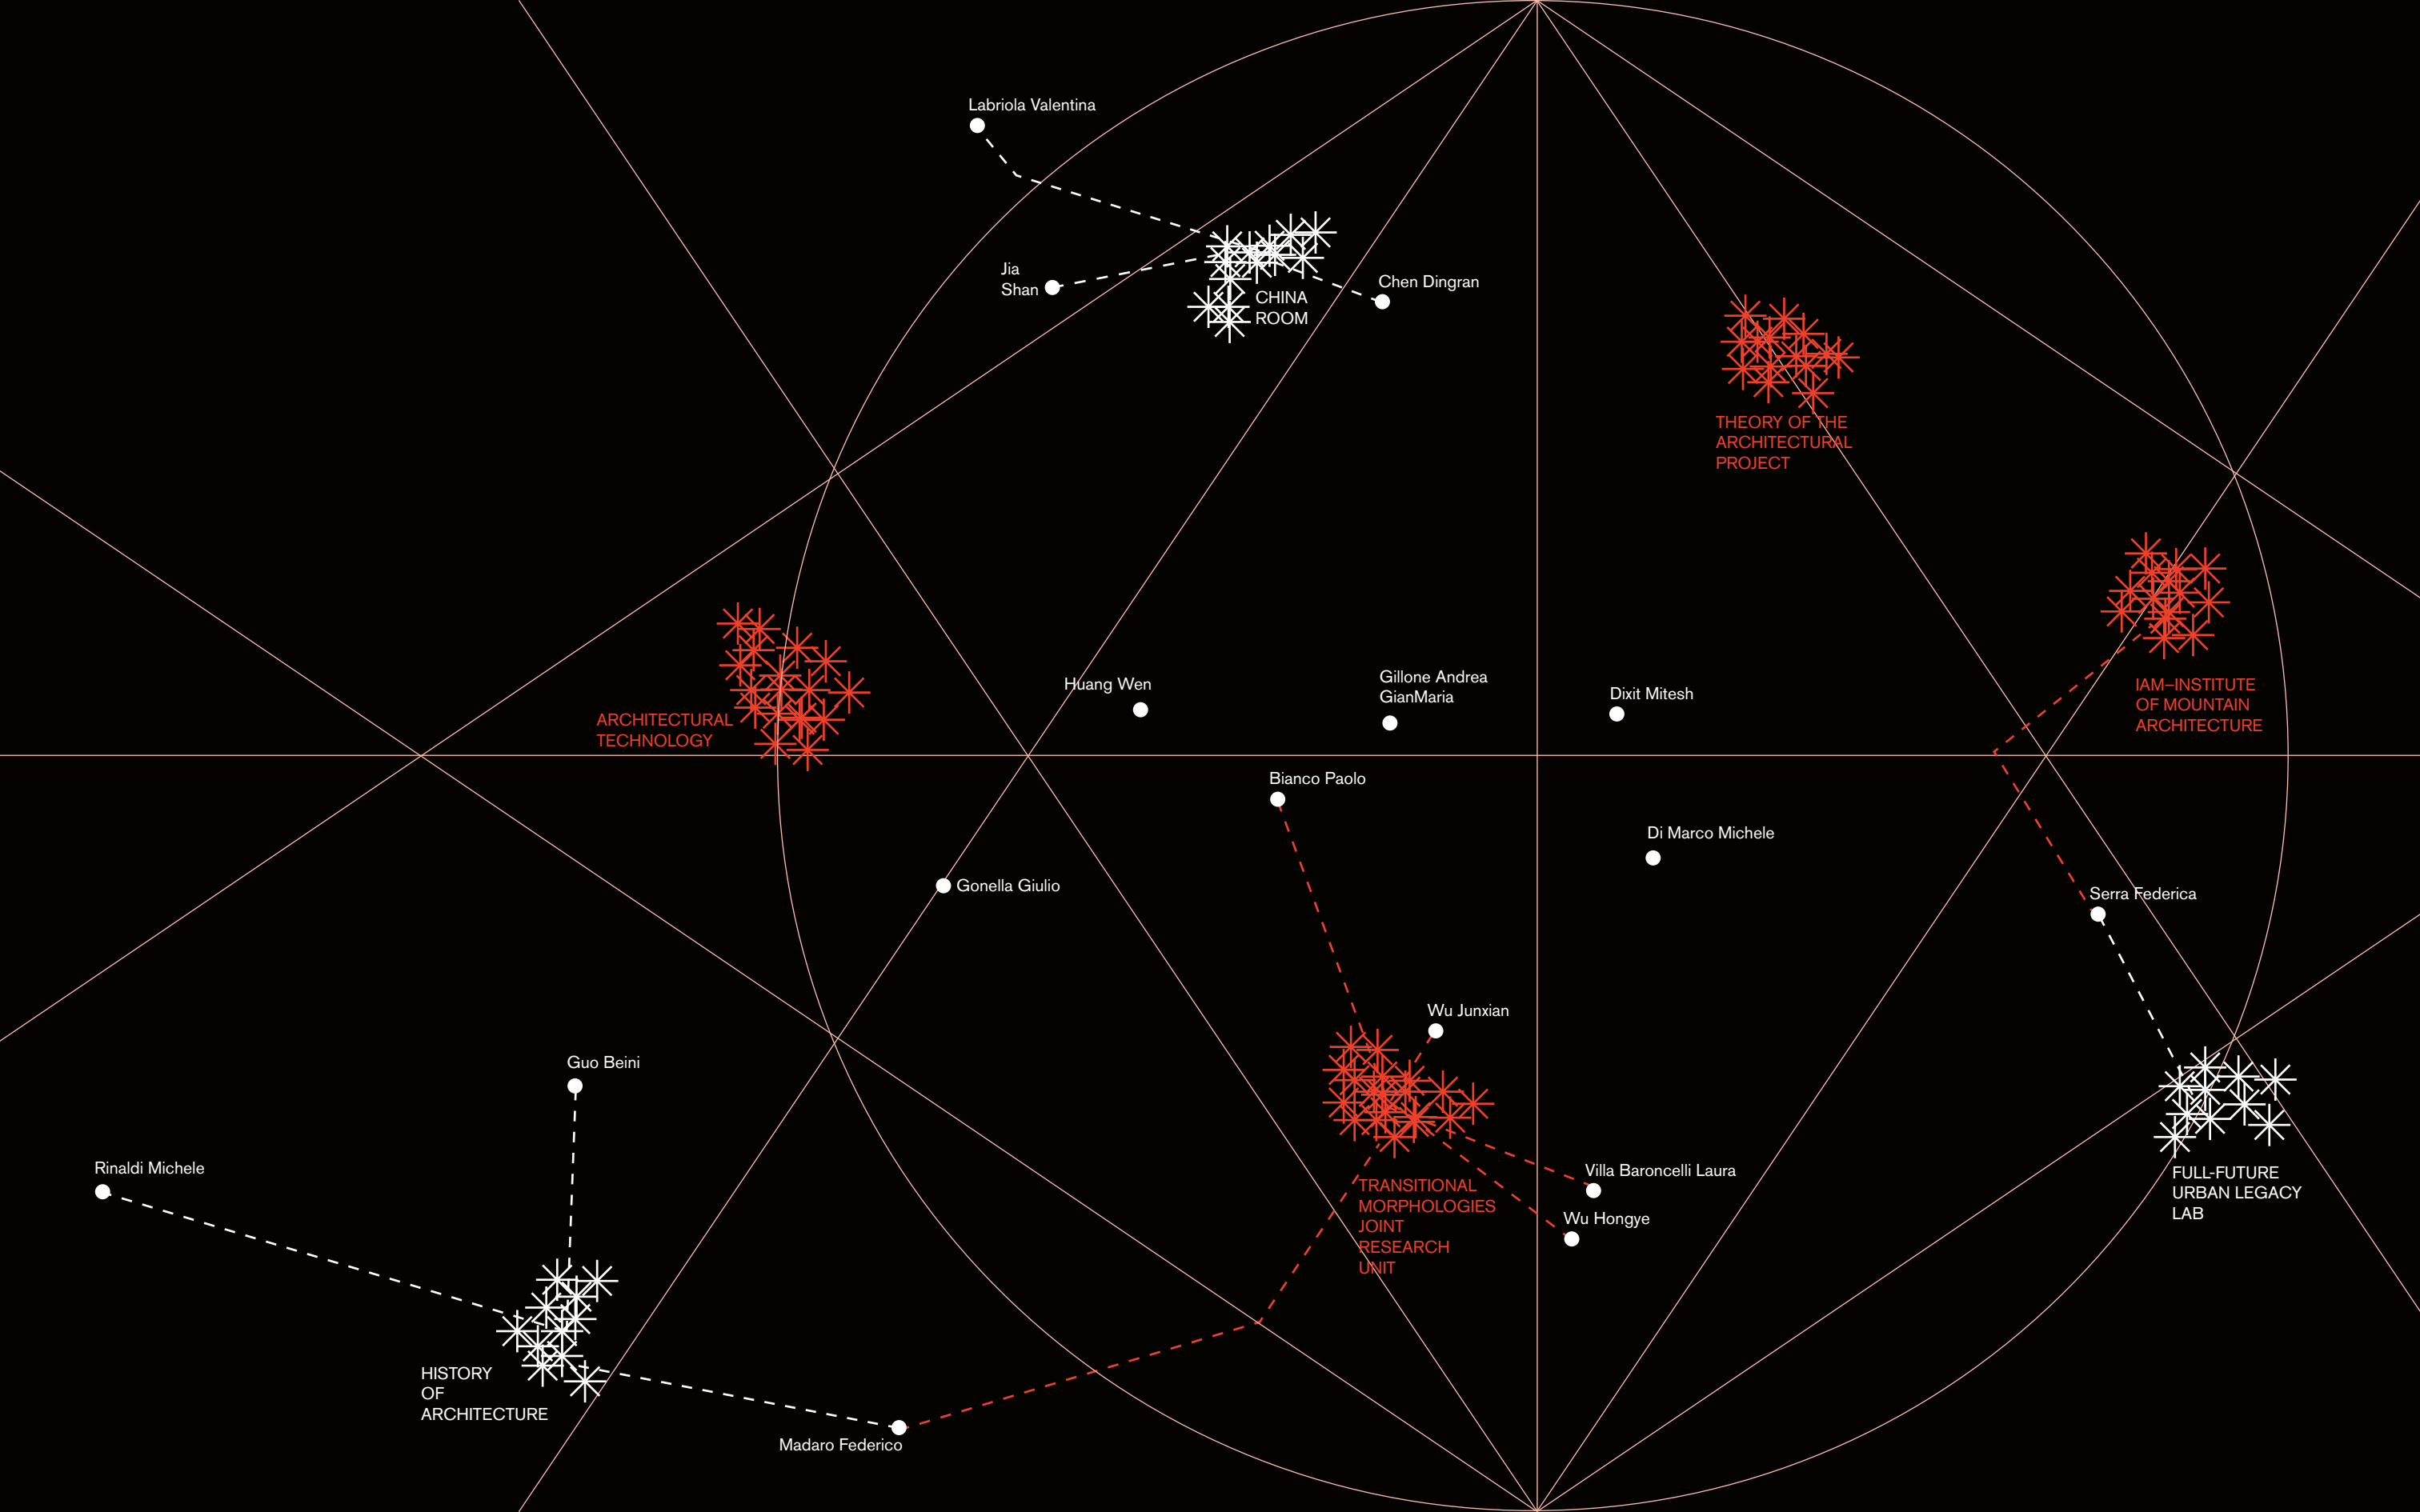 Labriola Valentina
Jia
Shan
Chen Dingran
CHINA
ROOM
THEORY OF THE
ARCHITECTURAL
PROJECT
ARCHITECTURAL
TECHNOLOGY
Huang Wen
Gillone Andrea
GianMaria
Dixit Mitesh
IAM–INSTITUTE
OF MOUNTAIN
ARCHITECTURE
Bianco Paolo
Di Marco Michele
Gonella Giulio
Serra Federica
Wu Junxian
Guo Beini
Rinaldi Michele
Villa Baroncelli Laura
Wu Hongye
TRANSITIONAL
MORPHOLOGIES
JOINT
RESEARCH
UNIT
FULL-FUTURE
URBAN LEGACY
LAB
HISTORY
OF
ARCHITECTURE
Madaro Federico